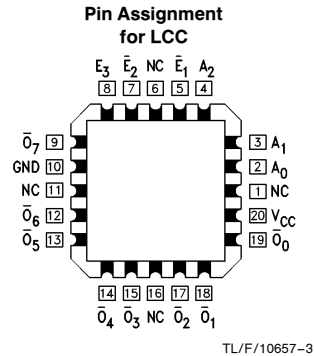 Pin Assignment
for LCC
E3 Ē2 NC Ē1 A2
8 7 6 5 4
Ō7 9
GND 10
NC 11
Ō6 12
Ō5 13
3 A1
2 A0
1 NC
20 VCC
19 Ō0
14 15 16 17 18
Ō4 Ō3 NC Ō2 Ō1
TL/F/10657–3